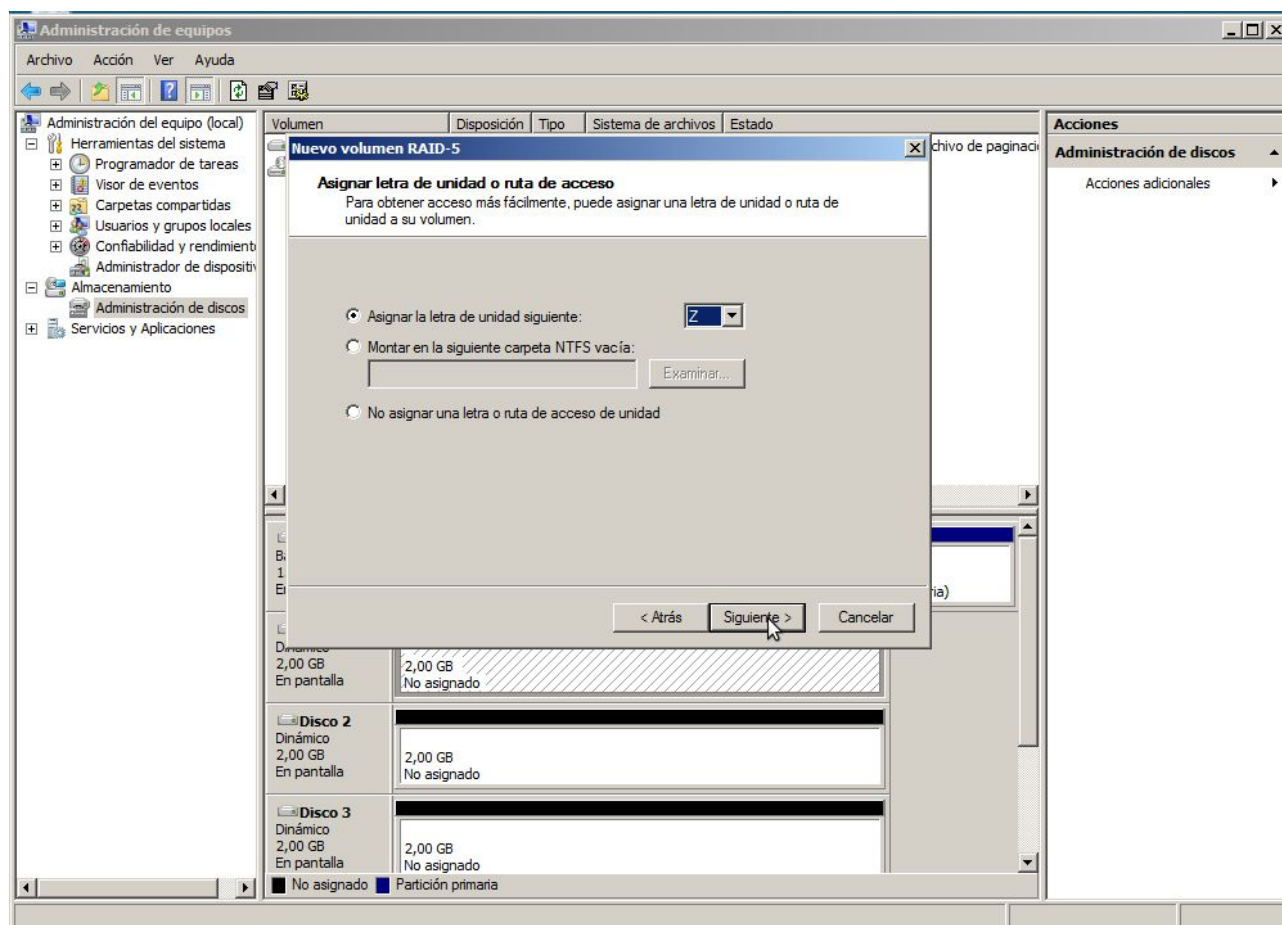 Administración de equipos
Archivo Acción Ver Ayuda
Administración del equipo (local)
Herramientas del sistema
Programador de tareas
Visor de eventos
Carpetas compartidas
Usuarios y grupos locales
Confiabilidad y rendimiento
Administrador de dispositiv
Almacenamiento
Administración de discos
Servicios y Aplicaciones
Volumen Disposición Tipo Sistema de archivos Estado
chivo de paginaci
Nuevo volumen RAID-5
Asignar letra de unidad o ruta de acceso
Para obtener acceso más fácilmente, puede asignar una letra de unidad o ruta de
unidad a su volumen.
Asignar la letra de unidad siguiente: Z
Montar en la siguiente carpeta NTFS vacía:
Examinar...
No asignar una letra o ruta de acceso de unidad
< Atrás Siguiente > Cancelar
ria)
Dinámico
2,00 GB
En pantalla
2,00 GB
No asignado
Disco 2
Dinámico
2,00 GB
En pantalla
2,00 GB
No asignado
Disco 3
Dinámico
2,00 GB
En pantalla
2,00 GB
No asignado
No asignado Partición primaria
Acciones
Administración de discos
Acciones adicionales